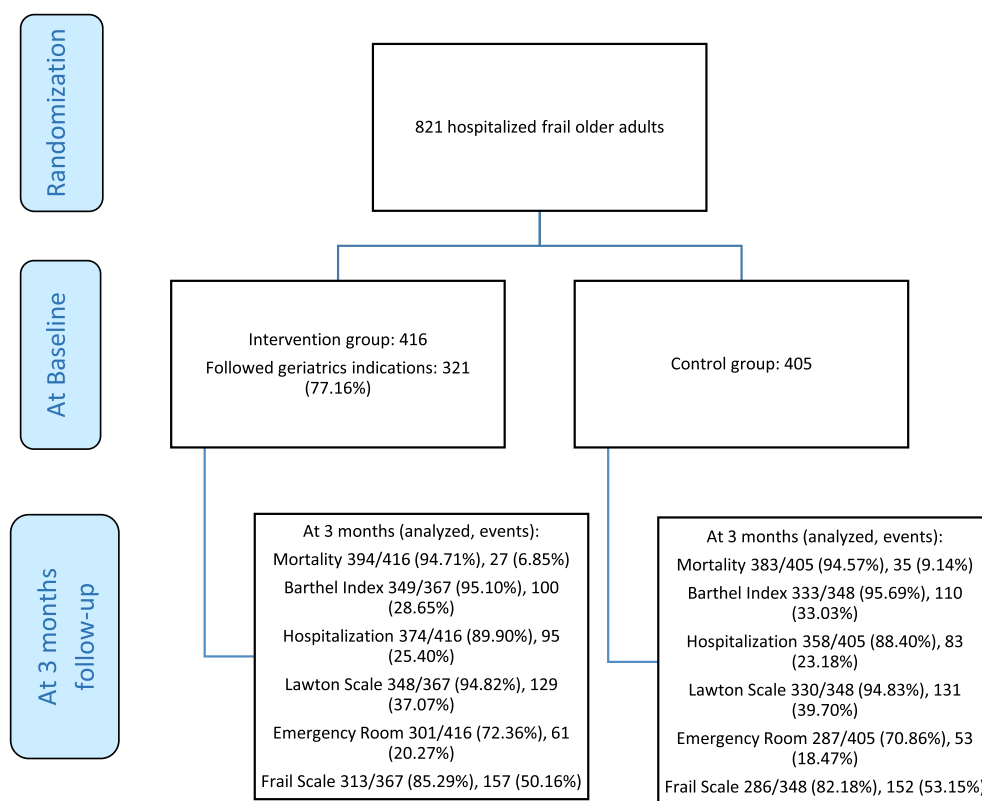 Randomization
821 hospitalized frail older adults
At Baseline
Intervention group: 416
Followed geriatrics indications: 321
(77.16%)
Control group: 405
At 3 months
follow-up
At 3 months (analyzed, events):
Mortality 394/416 (94.71%), 27 (6.85%)
Barthel Index 349/367 (95.10%), 100
(28.65%)
Hospitalization 374/416 (89.90%), 95
(25.40%)
Lawton Scale 348/367 (94.82%), 129
(37.07%)
Emergency Room 301/416 (72.36%), 61
(20.27%)
Frail Scale 313/367 (85.29%), 157 (50.16%)
At 3 months (analyzed, events):
Mortality 383/405 (94.57%), 35 (9.14%)
Barthel Index 333/348 (95.69%), 110
(33.03%)
Hospitalization 358/405 (88.40%), 83
(23.18%)
Lawton Scale 330/348 (94.83%), 131
(39.70%)
Emergency Room 287/405 (70.86%), 53
(18.47%)
Frail Scale 286/348 (82.18%), 152 (53.15%)